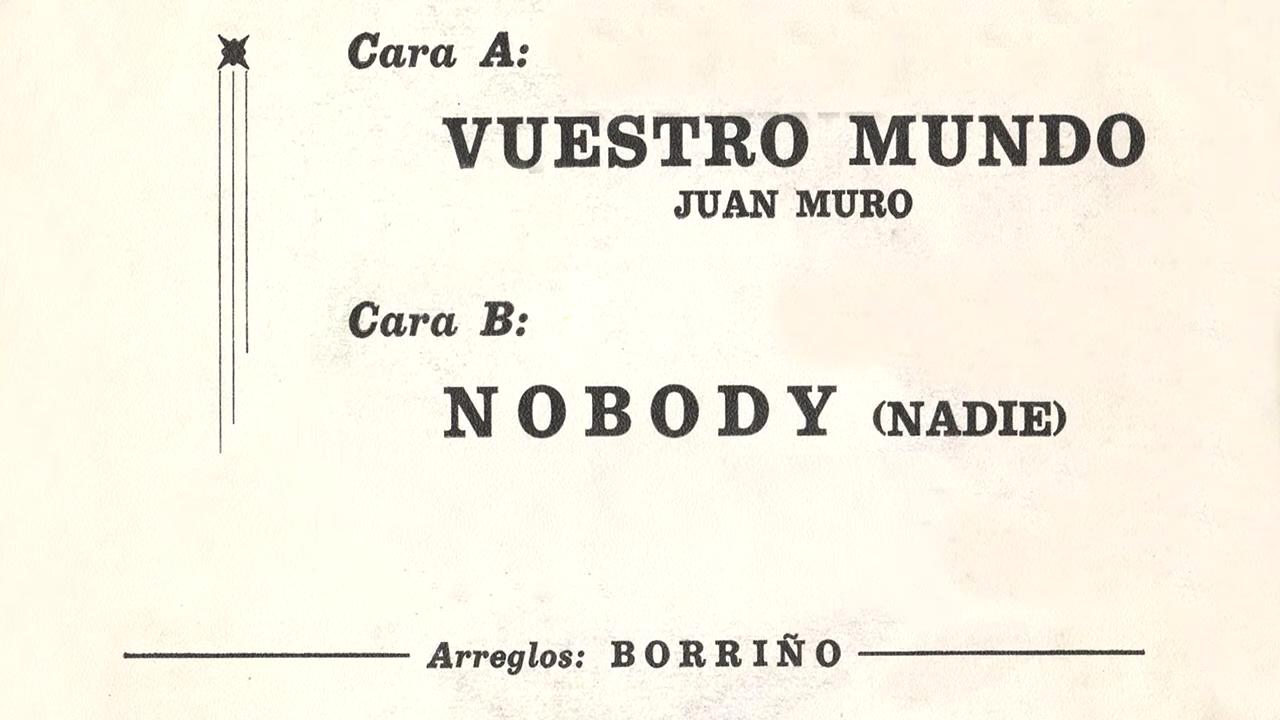 Cara A:
VUESTRO MUNDO
JUAN MURO
Cara B:
NOBODY (NADIE)
Arreglos: BORRIÑO